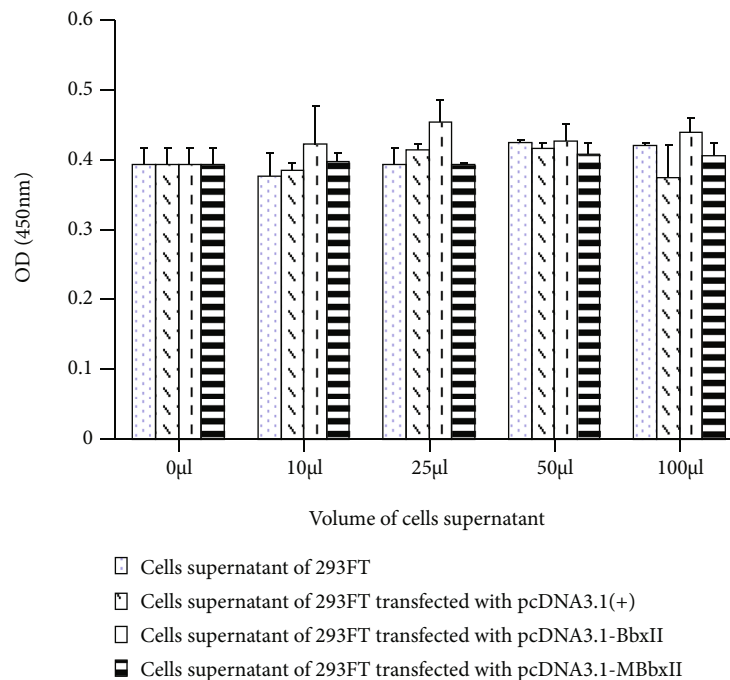 0.6
0.5
0.4
0.3
0.2
0.1
0
OD (450nm)
0μl 10μl 25μl 50μl 100μl
Volume of cells supernatant
Cells supernatant of 293FT
Cells supernatant of 293FT transfected with pcDNA3.1(+)
Cells supernatant of 293FT transfected with pcDNA3.1-BbxII
Cells supernatant of 293FT transfected with pcDNA3.1-MBbxII